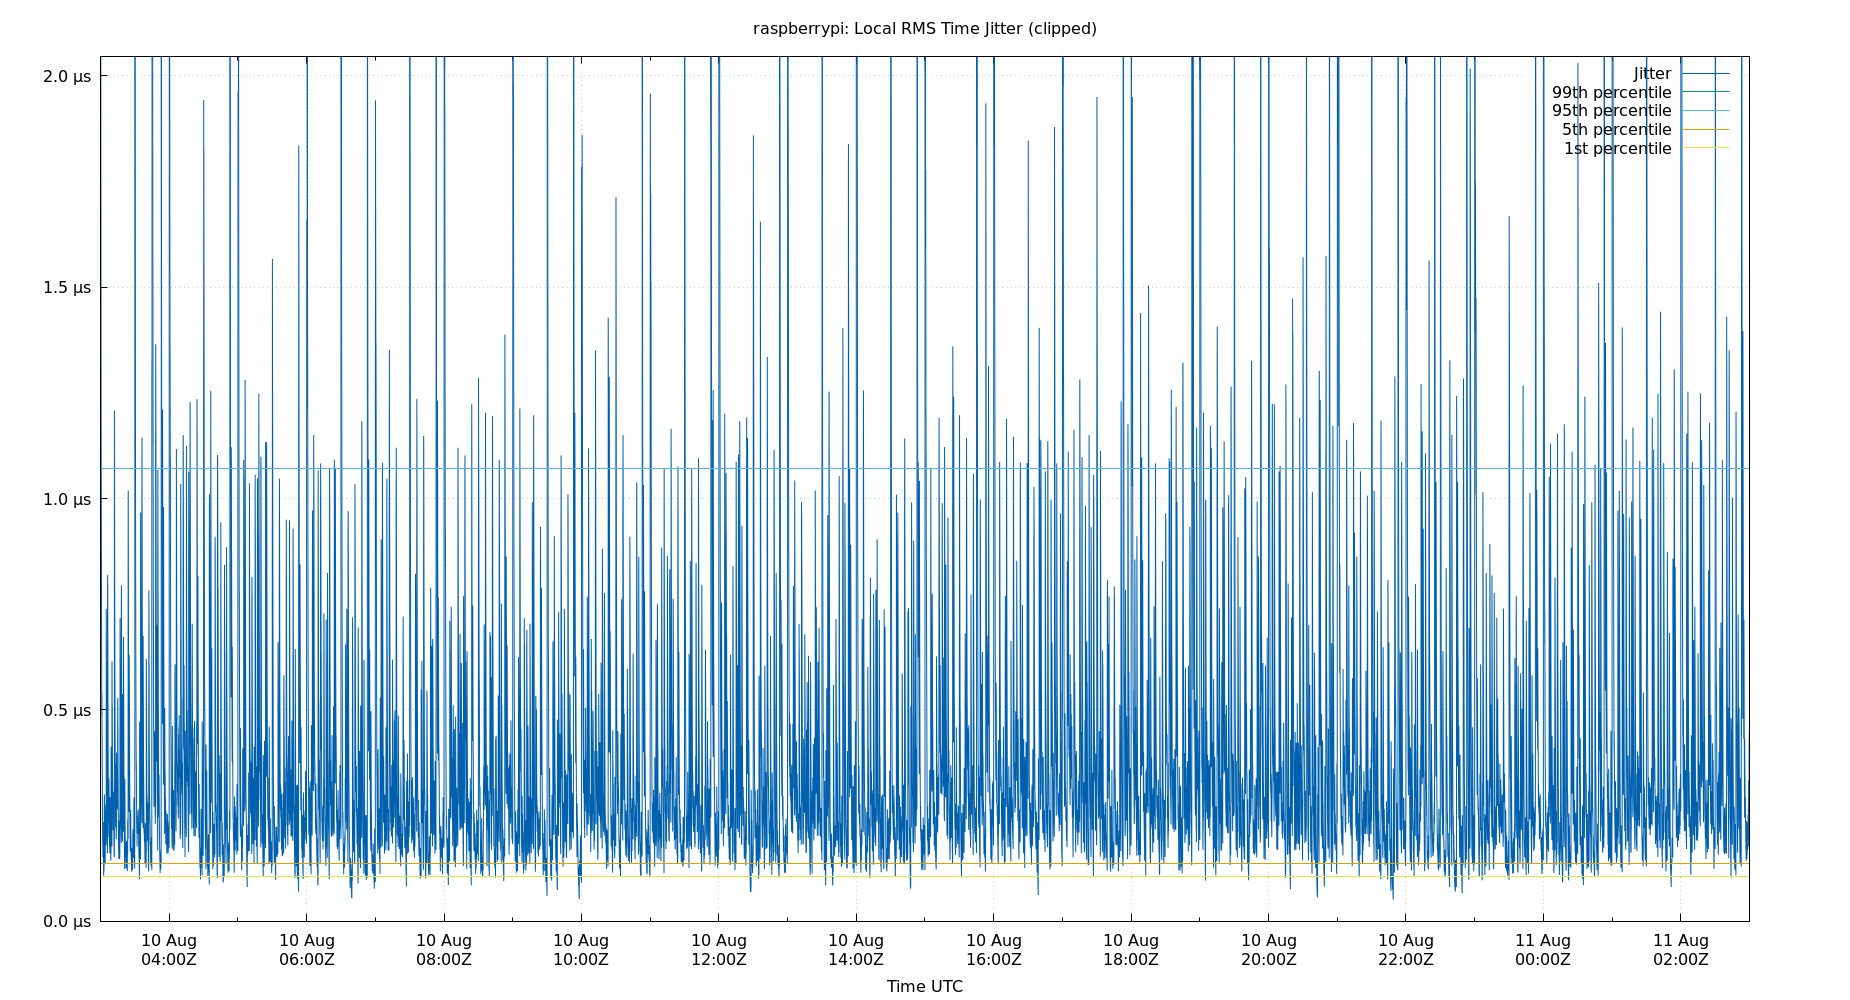 raspberrypi: Local RMS Time Jitter (clipped)
2.0 µs
1.5 µs
1.0 µs
0.5 µs
0.0 µs
Jitter
99th percentile
95th percentile
5th percentile
1st percentile
10 Aug
04:00Z
10 Aug
06:00Z
10 Aug
08:00Z
10 Aug
10:00Z
10 Aug
12:00Z
10 Aug
14:00Z
10 Aug
16:00Z
10 Aug
18:00Z
10 Aug
20:00Z
10 Aug
22:00Z
11 Aug
00:00Z
11 Aug
02:00Z
Time UTC